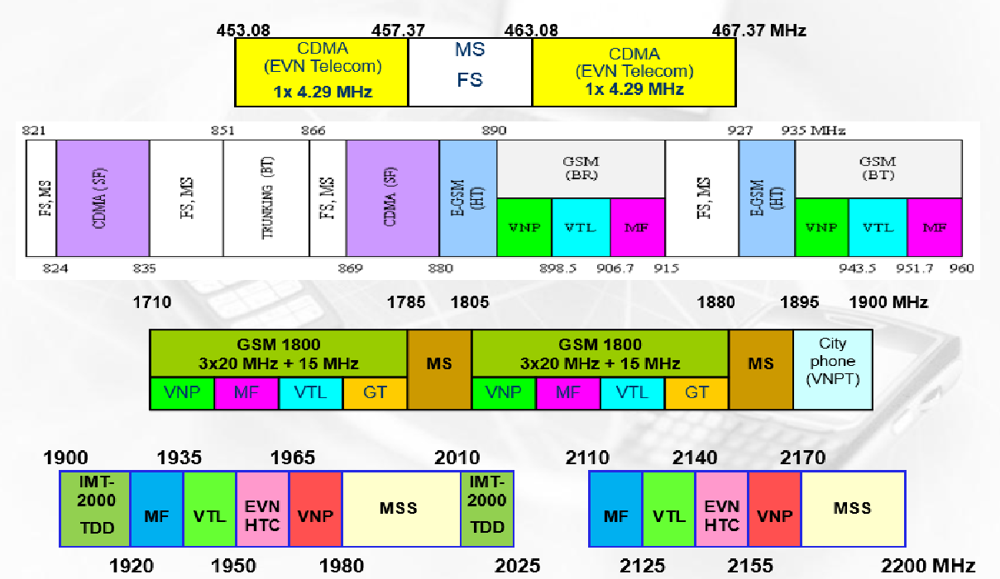 453.08 457.37 463.08 467.37 MHz
CDMA
(EVN Telecom)
1x 4.29 MHz
MS
FS
CDMA
(EVN Telecom)
1x 4.29 MHz
821 851 866 890 927 935 MHz
FS, MS
CDMA ( SF)
FS, MS
TRUNKING (BT)
FS, MS
CDMA (SF)
E-GSM
(HT)
GSM
(BR)
VNP VTL MF
FS, MS
E-GSM
(HT)
GSM
(BT)
VNP VTL MF
824 835 869 880 898.5 906.7 915 943.5 951.7 960
1710 1785 1805 1880 1895 1900 MHz
GSM 1800
3x20 MHz + 15 MHz
VNP MF VTL GT
MS
GSM 1800
3x20 MHz + 15 MHz
VNP MF VTL GT
MS
City
phone
(VNPT)
1900 1935 1965 2010 2110 2140 2170
IMT-
2000
TDD
MF
VTL
EVN
HTC
VNP
MSS
IMT-
2000
TDD
MF
VTL
EVN
HTC
VNP
MSS
1920 1950 1980 2025 2125 2155 2200 MHz